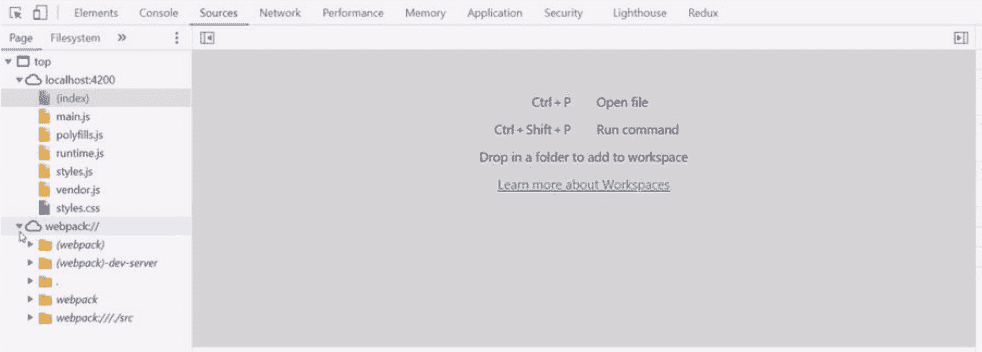 Elements Console Sources Network Performance Memory Application Security Lighthouse Redux
Page Filesystem »
top
localhost:4200
(index)
main.js
polyfills.js
runtime.js
styles.js
vendor.js
styles.css
webpack://
(webpack)
(webpack)-dev-server
.
webpack
webpack:///./src
Ctrl + P Open file
Ctrl + Shift + P Run command
Drop in a folder to add to workspace
Learn more about Workspaces